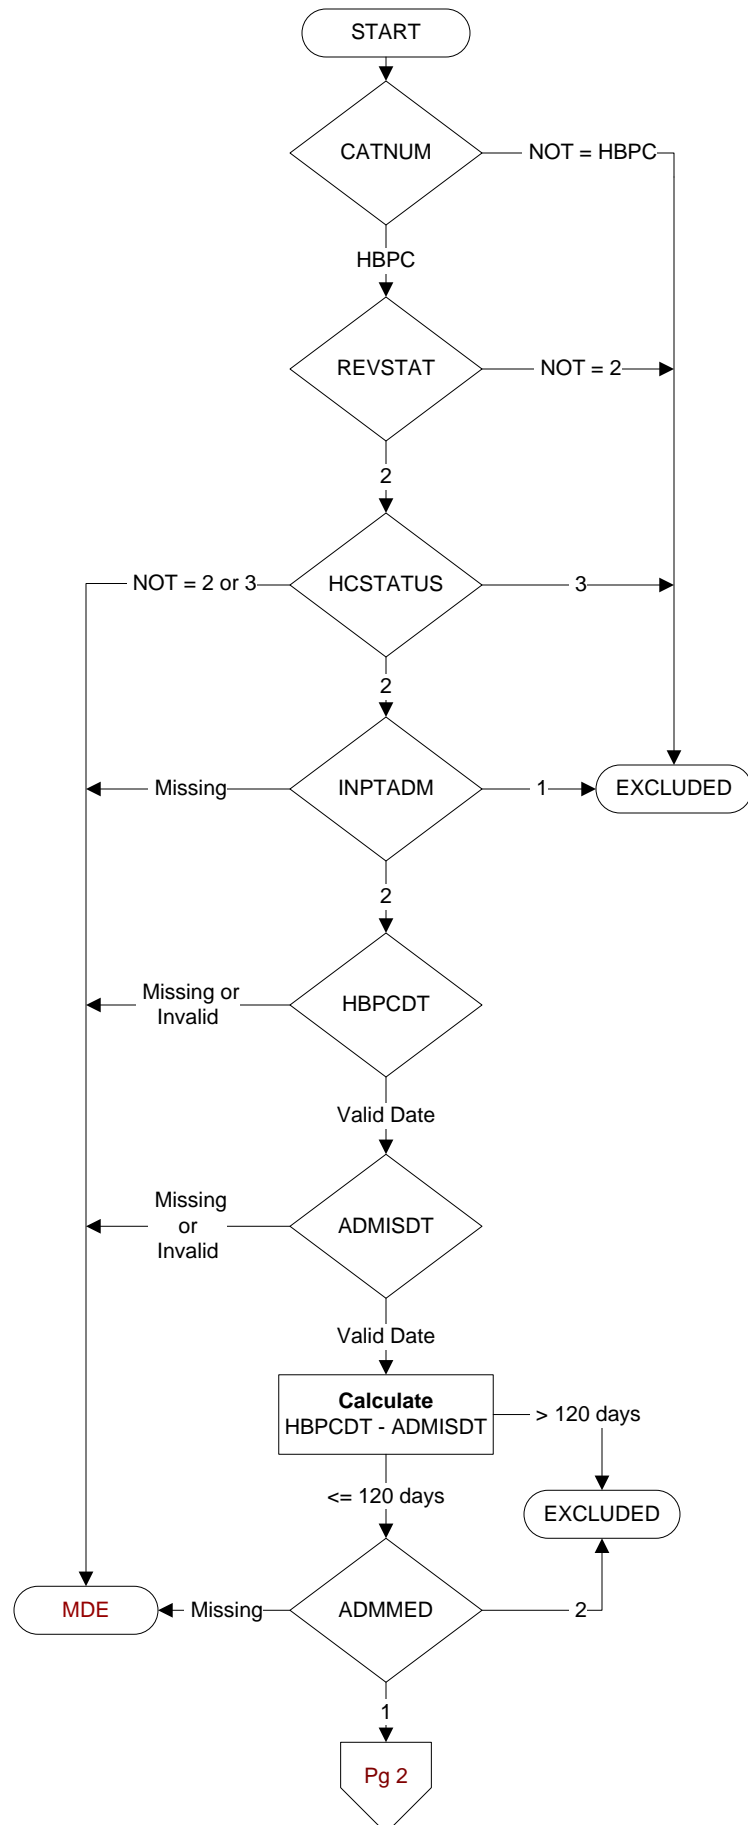 START
CATNUM
NOT = HBPC
HBPC
REVSTAT
NOT = 2
2
NOT = 2 or 3
HCSTATUS
3
2
Missing
INPTADM
1
EXCLUDED
2
Missing or
Invalid
HBPCDT
Valid Date
Missing
or
Invalid
ADMISDT
Valid Date
Calculate
HBPCDT - ADMISDT
> 120 days
<= 120 days
EXCLUDED
MDE
Missing
ADMMED
2
1
Pg 2